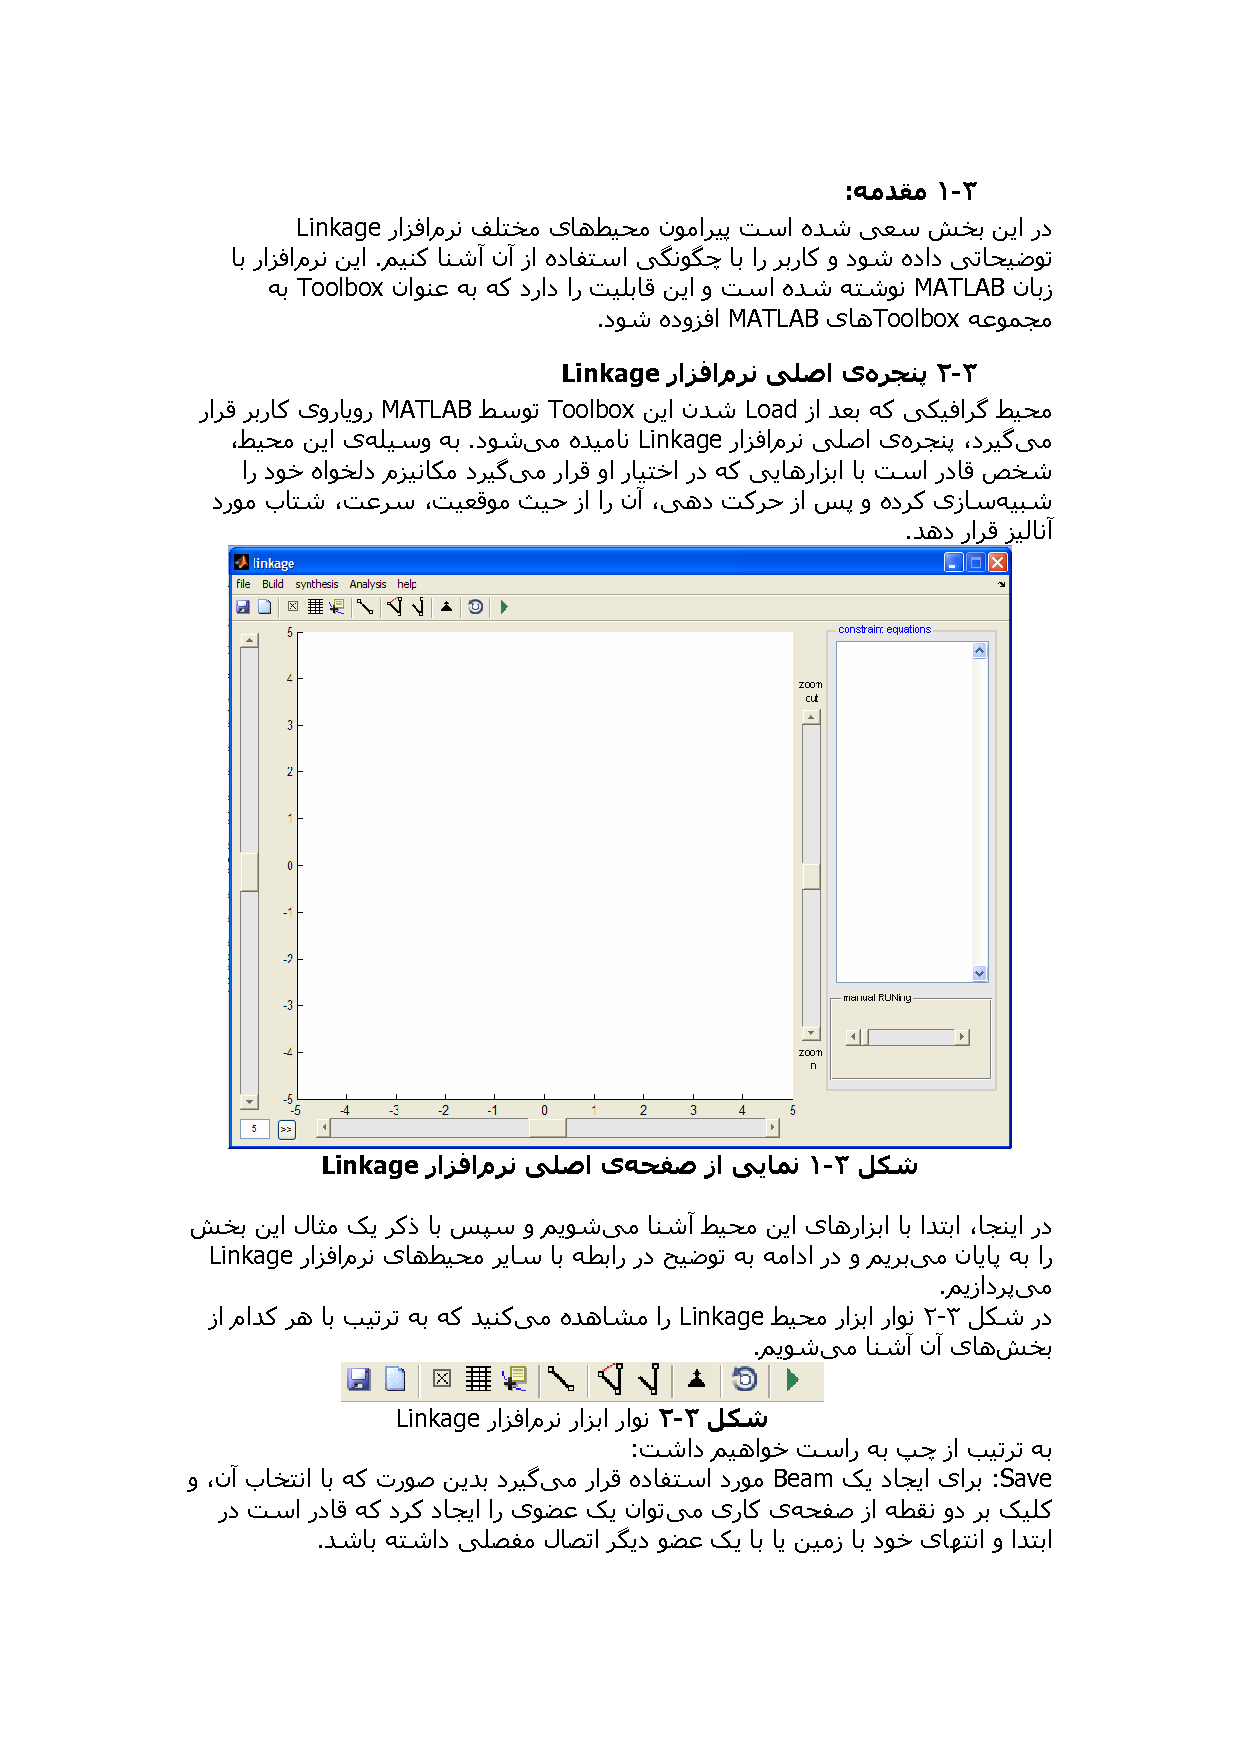 ۳-۱ مقدمه:
در این بخش سعی شده است پیرامون محیط‌های مختلف نرم‌افزار Linkage
توضیحاتی داده شود و کاربر را با چگونگی استفاده از آن آشنا کنیم. این نرم‌افزار با
زبان MATLAB نوشته شده است و این قابلیت را دارد که به عنوان Toolbox به
مجموعه Toolboxهای MATLAB افزوده شود.
۳-۲ پنجره‌ی اصلی نرم‌افزار Linkage
محیط گرافیکی که بعد از Load شدن این Toolbox توسط MATLAB رویاروی کاربر قرار
می‌گیرد، پنجره‌ی اصلی نرم‌افزار Linkage نامیده می‌شود. به وسیله‌ی این محیط،
شخص قادر است با ابزارهایی که در اختیار او قرار می‌گیرد مکانیزم دلخواه خود را
شبیه‌سازی کرده و پس از حرکت دهی، آن را از حیث موقعیت، سرعت، شتاب مورد
آنالیز قرار دهد.
linkage
file Build synthesis Analysis help
constraint equations
5
4
3
2
1
0
-1
-2
-3
-4
-5
zoom
out
zoom
n
manual RUNing
-5 -4 -3 -2 -1 0 1 2 3 4 5
5 >>
شکل ۳-۱ نمایی از صفحه‌ی اصلی نرم‌افزار Linkage
در اینجا، ابتدا با ابزارهای این محیط آشنا می‌شویم و سپس با ذکر یک مثال این بخش
را به پایان می‌بریم و در ادامه به توضیح در رابطه با سایر محیط‌های نرم‌افزار Linkage
می‌پردازیم.
در شکل ۳-۲ نوار ابزار محیط Linkage را مشاهده می‌کنید که به ترتیب با هر کدام از
بخش‌های آن آشنا می‌شویم.
شکل ۳-۲ نوار ابزار نرم‌افزار Linkage
به ترتیب از چپ به راست خواهیم داشت:
Save: برای ایجاد یک Beam مورد استفاده قرار می‌گیرد بدین صورت که با انتخاب آن، و
کلیک بر دو نقطه از صفحه‌ی کاری می‌توان یک عضوی را ایجاد کرد که قادر است در
ابتدا و انتهای خود با زمین یا با یک عضو دیگر اتصال مفصلی داشته باشد.